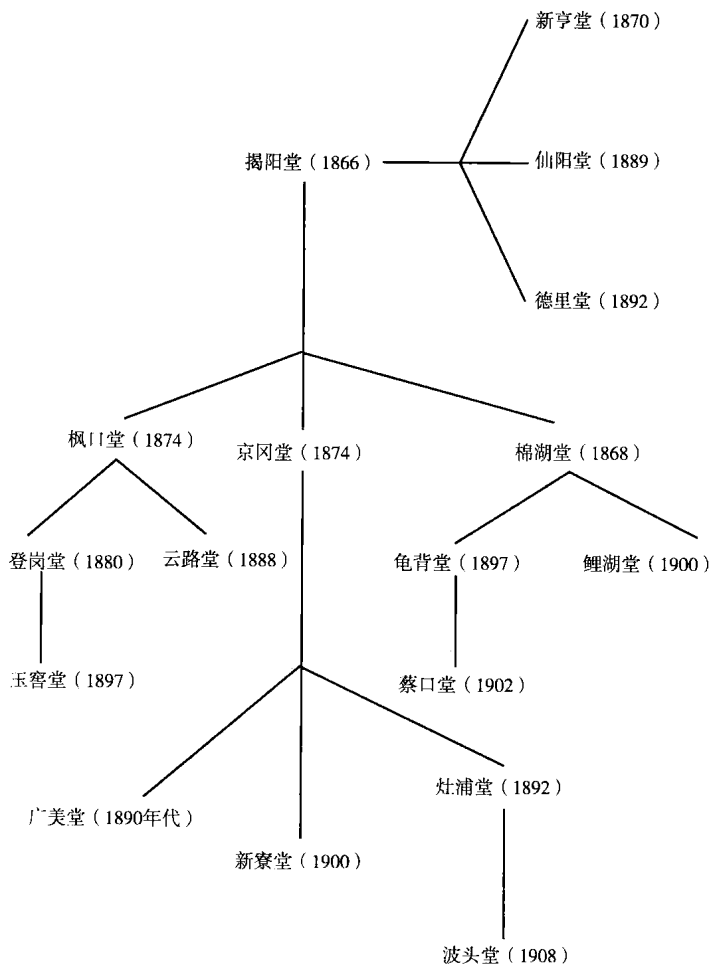 新亨堂（1870）
揭阳堂（1866）
仙阳堂（1889）
德里堂（1892）
枫口堂（1874）
京冈堂（1874）
棉湖堂（1868）
登岗堂（1880）
云路堂（1888）
龟背堂（1897）
鲤湖堂（1900）
玉窖堂（1897）
蔡口堂（1902）
灶浦堂（1892）
广美堂（1890年代）
新寮堂（1900）
波头堂（1908）